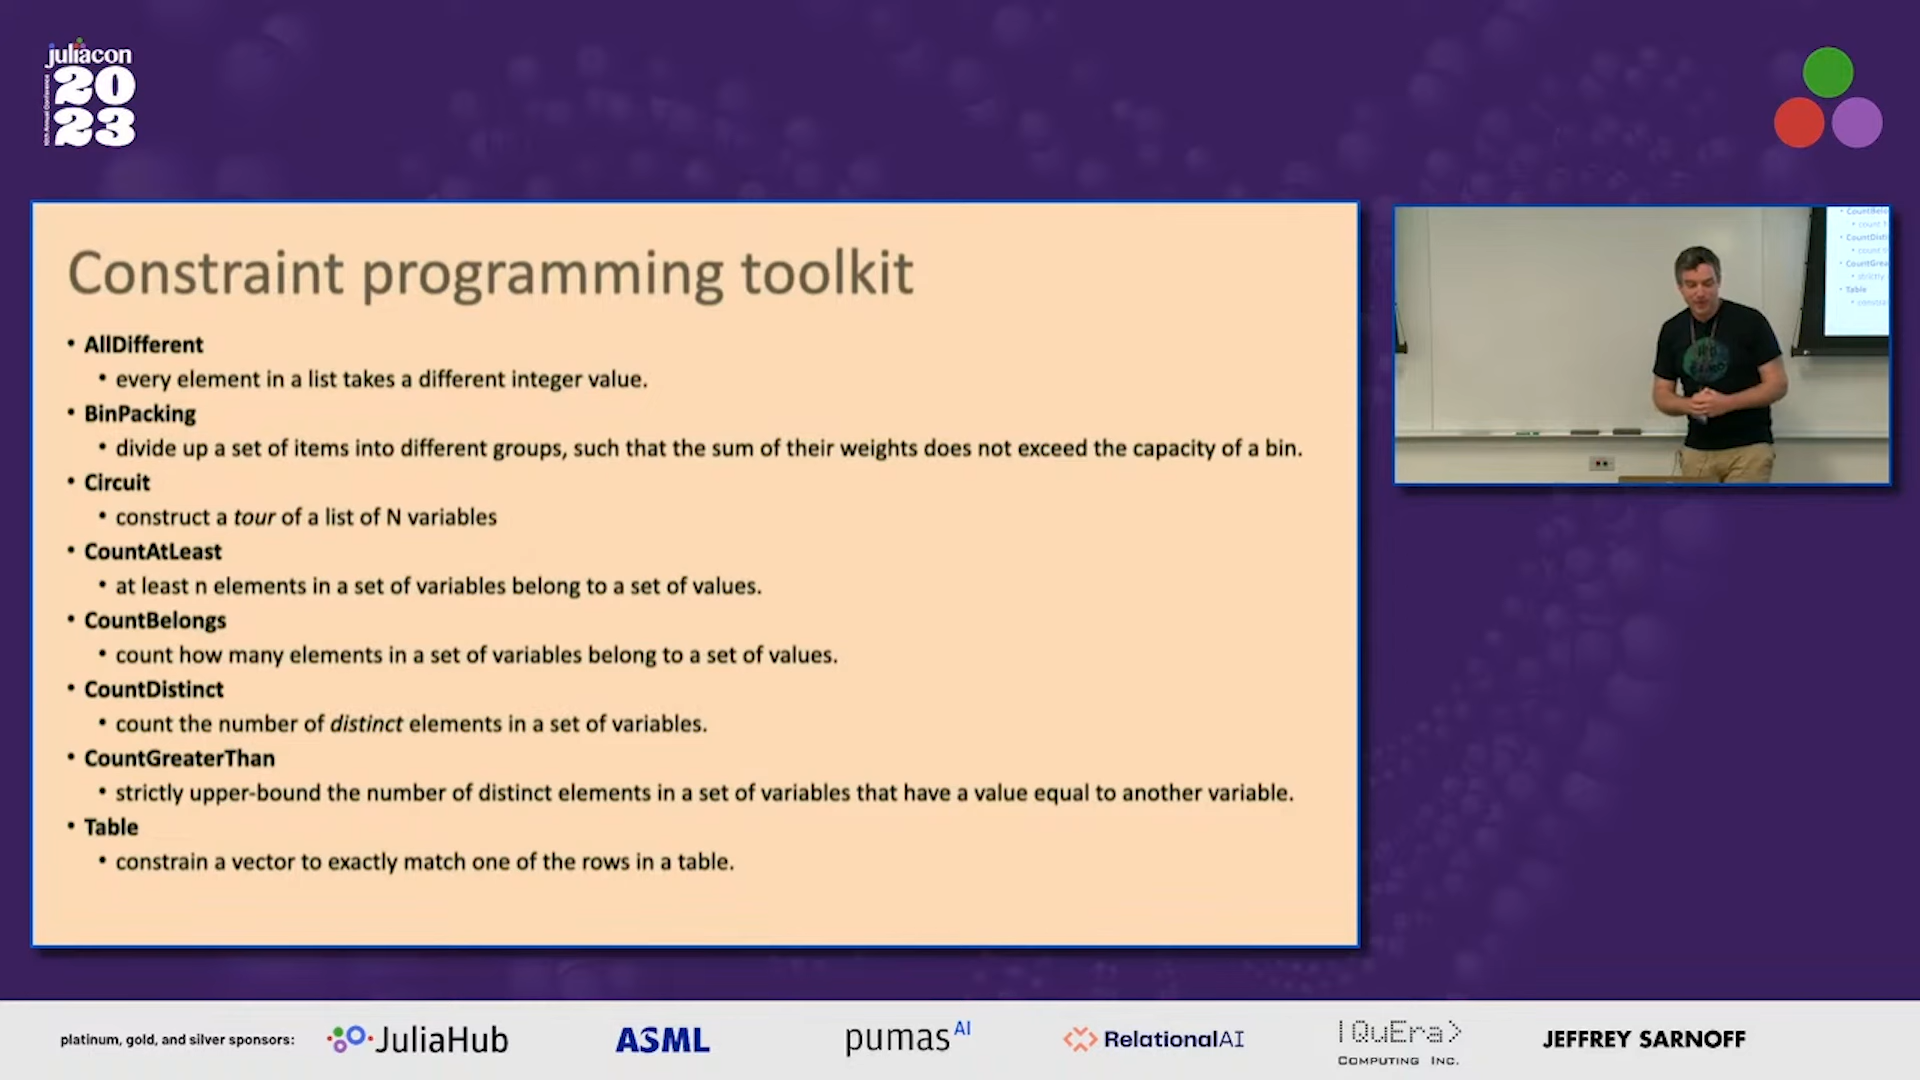 juliacon
20
23
Constraint programming toolkit
• AllDifferent
• every element in a list takes a different integer value.
• BinPacking
• divide up a set of items into different groups, such that the sum of their weights does not exceed the capacity of a bin.
• Circuit
• construct a tour of a list of N variables
• CountAtLeast
• at least n elements in a set of variables belong to a set of values.
• CountBelongs
• count how many elements in a set of variables belong to a set of values.
• CountDistinct
• count the number of distinct elements in a set of variables.
• CountGreaterThan
• strictly upper-bound the number of distinct elements in a set of variables that have a value equal to another variable.
• Table
• constrain a vector to exactly match one of the rows in a table.
• Table
platinum, gold, and silver sponsors:
JuliaHub
ASML
pumas AI
RelationalAI
|QuEra>
COMPUTING INC.
JEFFREY SARNOFF